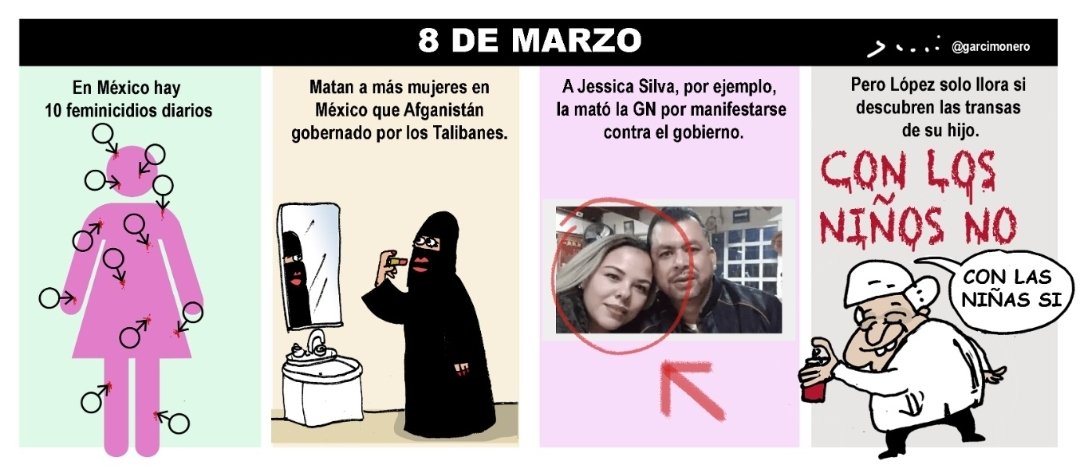 8 DE MARZO
@garcimonero
En México hay
10 feminicidios diarios
Matan a más mujeres en
México que Afganistán
gobernado por los Talibanes.
A Jessica Silva, por ejemplo,
la mató la GN por manifestarse
contra el gobierno.
Pero López solo llora si
descubren las transas
de su hijo.
CON LOS
NIÑOS NO
CON LAS
NIÑAS SI